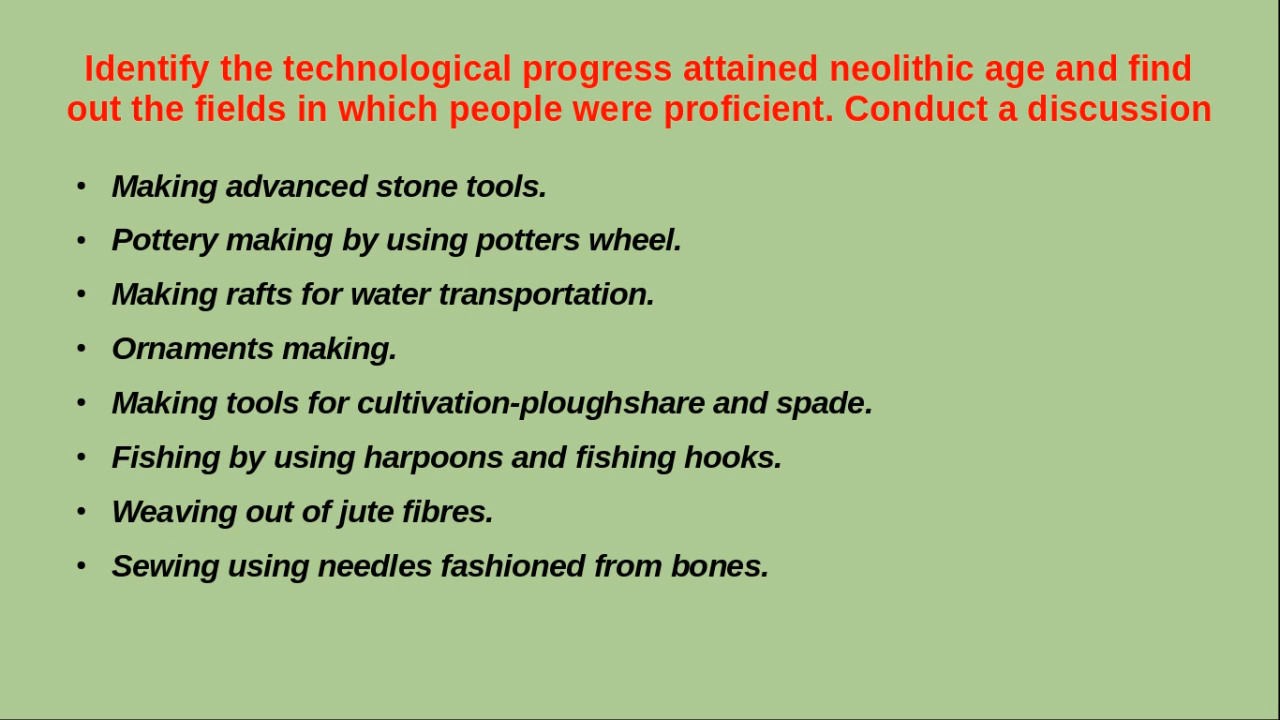 Identify the technological progress attained neolithic age and find
out the fields in which people were proficient. Conduct a discussion
• Making advanced stone tools.
• Pottery making by using potters wheel.
• Making rafts for water transportation.
• Ornaments making.
• Making tools for cultivation-ploughshare and spade.
• Fishing by using harpoons and fishing hooks.
• Weaving out of jute fibres.
• Sewing using needles fashioned from bones.